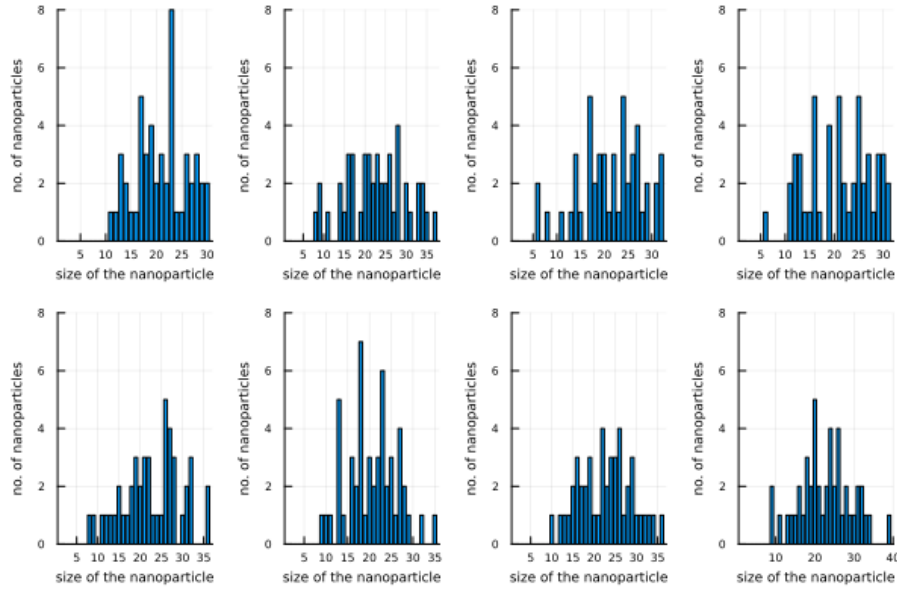 8 8 8 8
no. of nanoparticles no. of nanoparticles no. of nanoparticles no. of nanoparticles
6 6 6 6
4 4 4 4
2 2 2 2
0 0 0 0
5 10 15 20 25 30 5 10 15 20 25 30 35 5 10 15 20 25 30 5 10 15 20 25 30
size of the nanoparticle size of the nanoparticle size of the nanoparticle size of the nanoparticle
8 8 8 8
no. of nanoparticles no. of nanoparticles no. of nanoparticles no. of nanoparticles
6 6 6 6
4 4 4 4
2 2 2 2
0 0 0 0
5 10 15 20 25 30 35 5 10 15 20 25 30 35 5 10 15 20 25 30 35 10 20 30 40
size of the nanoparticle size of the nanoparticle size of the nanoparticle size of the nanoparticle